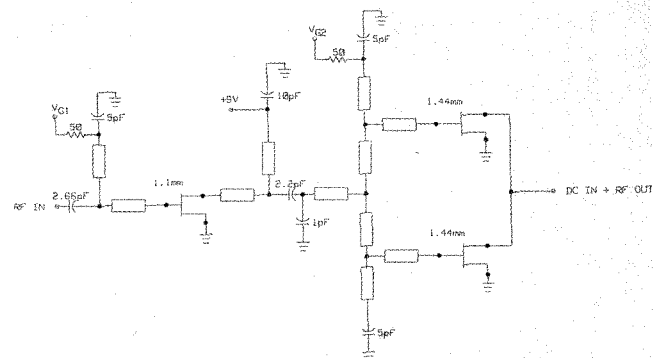 VG2
5pF
50
VG1
5pF
50
+9V
10pF
1.44mm
2.66pF
1.1mm
2.2pF
RF IN
1pF
DC IN + RF OUT
1.44mm
5pF